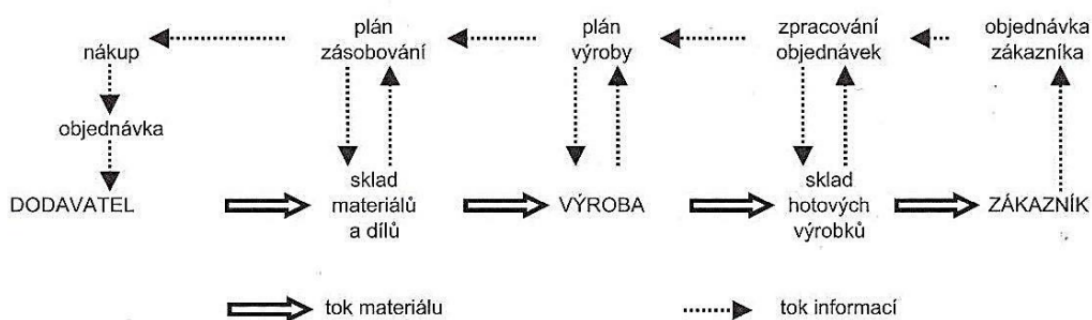 nákup
plán
zásobování
plán
výroby
zpracování
objednávek
objednávka
zákazníka
objednávka
DODAVATEL
sklad
materiálů
a dílů
VÝROBA
sklad
hotových
výrobků
ZÁKAZNÍK
tok materiálu
tok informací